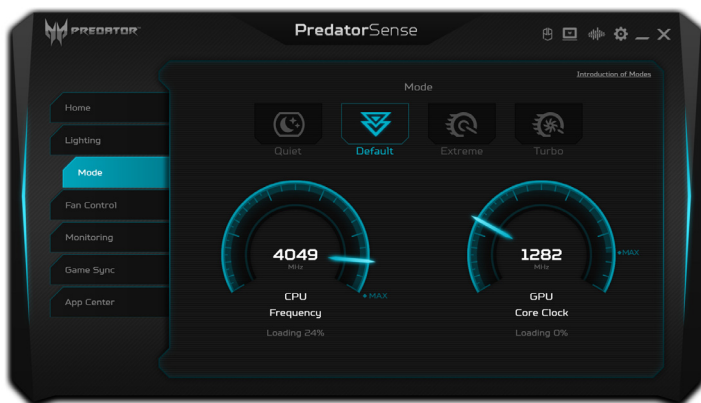 PREDATOR
PredatorSense
Introduction of Modes
Mode
Home
Lighting
Mode
Fan Control
Monitoring
Game Sync
App Center
Quiet
Default
Extreme
Turbo
4049
MHz
MAX
CPU
Frequency
Loading 24%
1282
MHz
MAX
GPU
Core Clock
Loading 0%